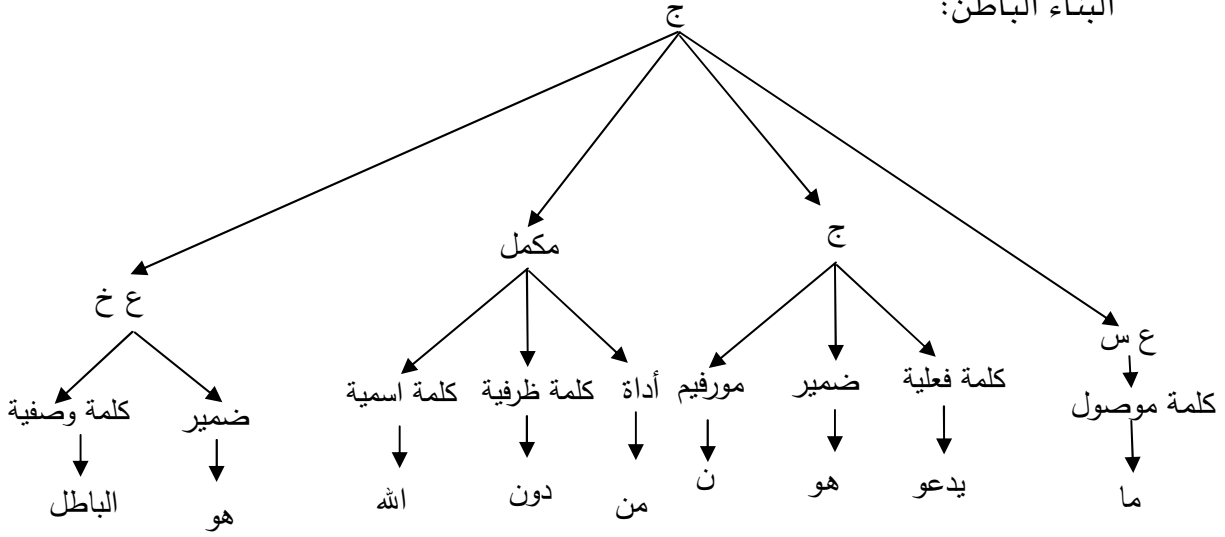 البناء الباطن:
ج
مكمل
ج
ع خ
ع س
كلمة موصول
كلمة فعلية
ضمير
مورفيم
أداة
كلمة ظرفية
كلمة اسمية
ضمير
كلمة وصفية
ما
يدعو
هو
ن
من
دون
الله
هو
الباطل